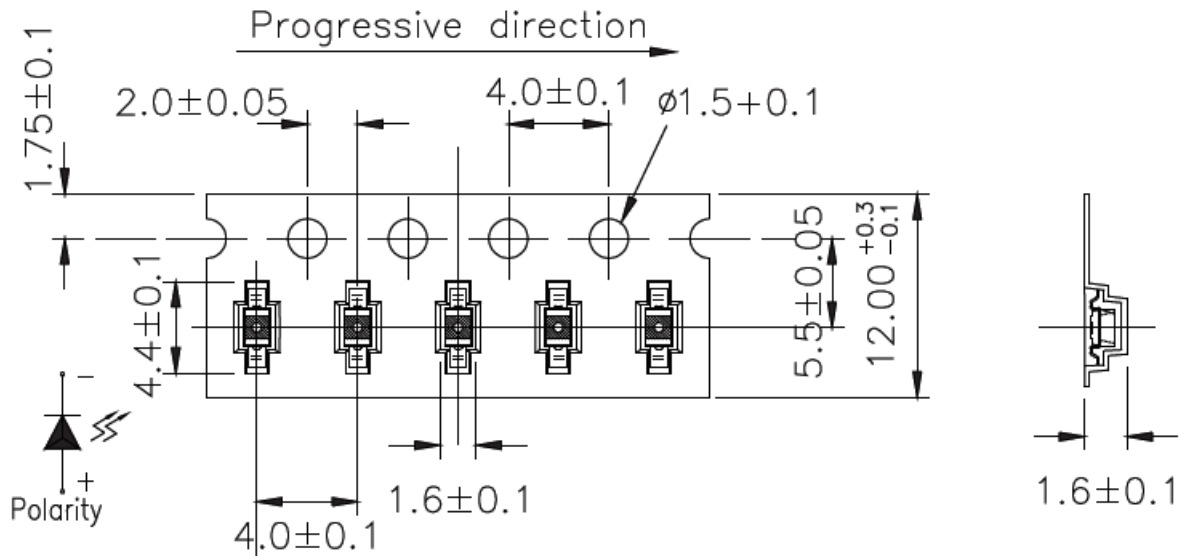 Progressive direction
1.75±0.1
2.0±0.05
4.0±0.1
ø1.5+0.1
4.4±0.1
5.5±0.05
12.00 +0.3 -0.1
−
+
Polarity
4.0±0.1
1.6±0.1
1.6±0.1